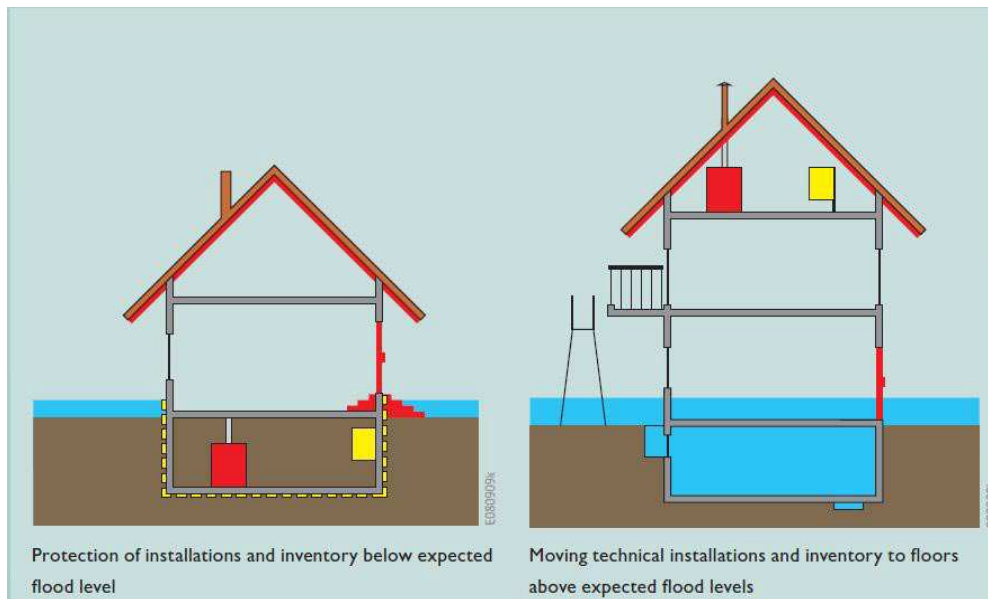 E080909k
Protection of installations and inventory below expected
flood level
Moving technical installations and inventory to floors
above expected flood levels